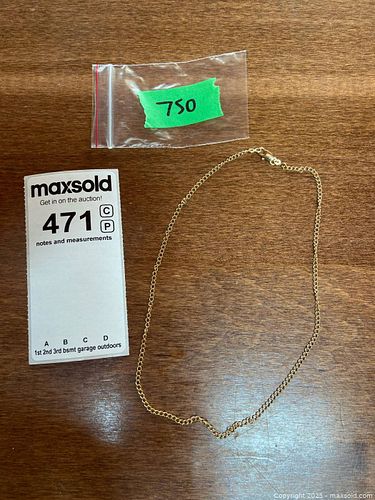 750
maxsold
Get in on the auction!
471 C
P
notes and measurements
A B C D
1st 2nd 3rd bsmt garage outdoors
Copyright 2025 - maxsold.com